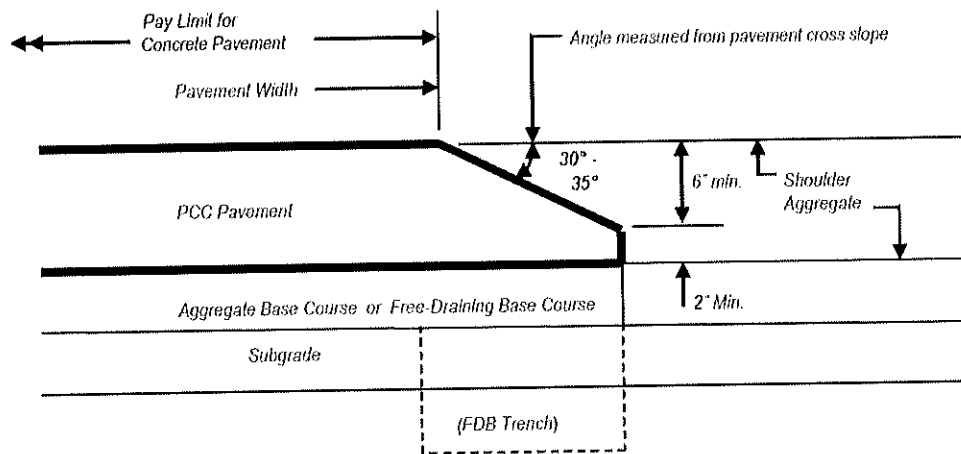 Pay Limit for
Concrete Pavement
Angle measured from pavement cross slope
Pavement Width
30° -
35°
6" min.
Shoulder
Aggregate
PCC Pavement
Aggregate Base Course or Free-Draining Base Course
2" Min.
Subgrade
(FDB Trench)